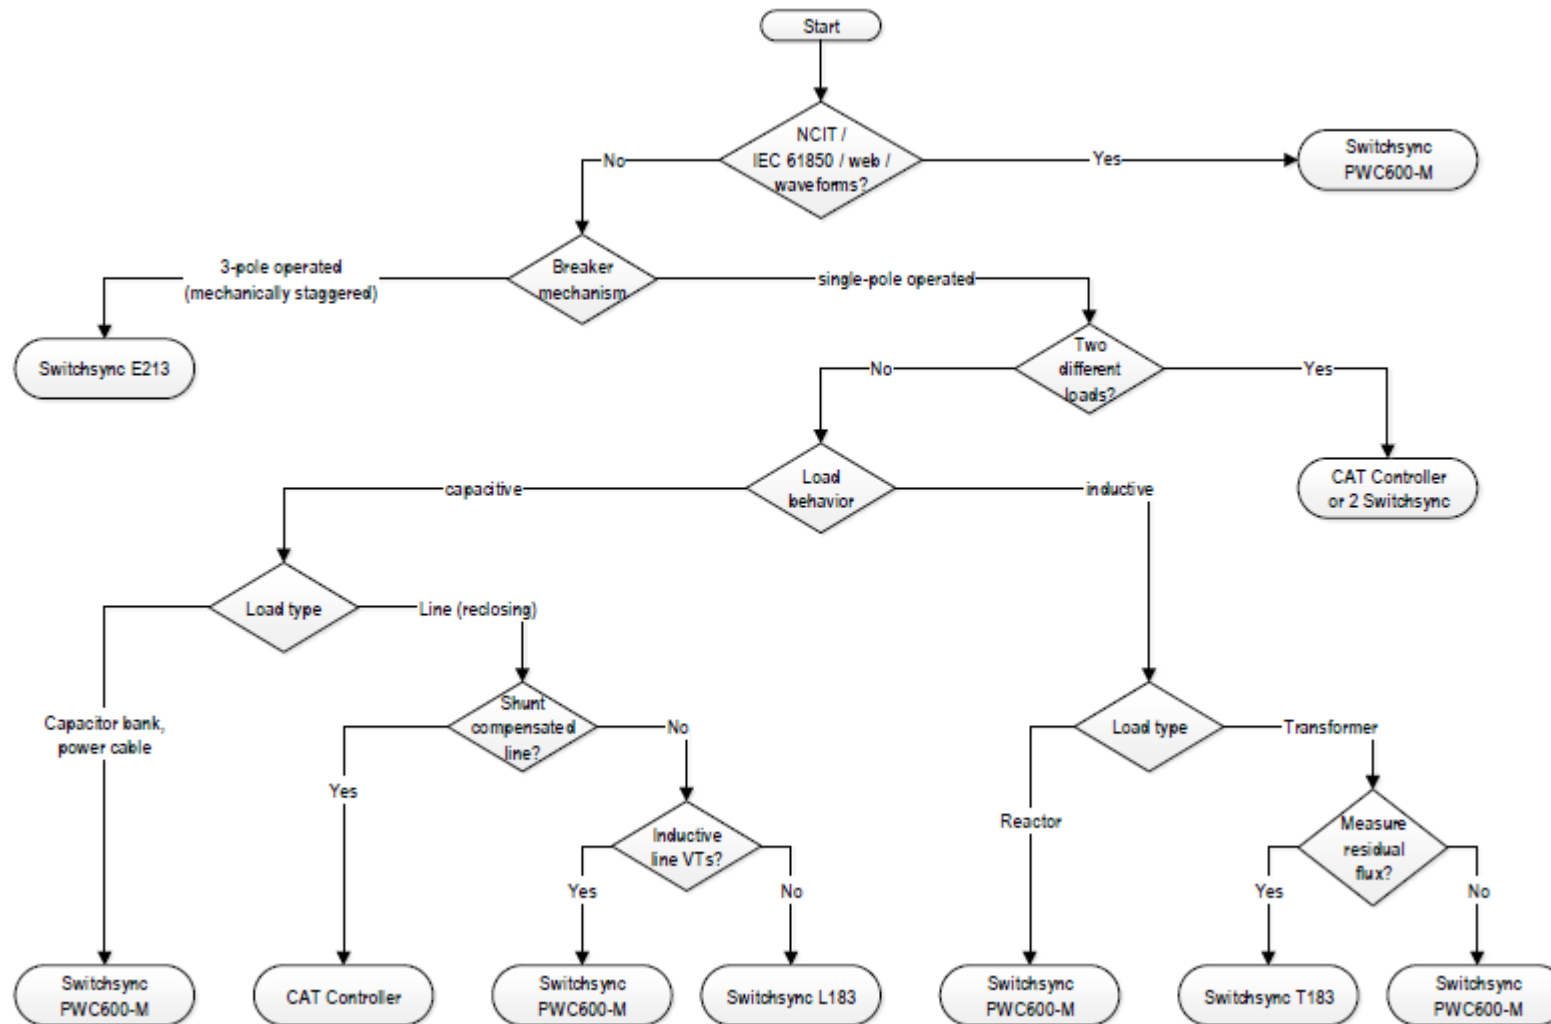 Start
NCIT /
IEC 61850 / web /
waveforms?
No
Yes
Switchsync
PWC600-M
3-pole operated
(mechanically staggered)
Breaker
mechanism
single-pole operated
Switchsync E213
Two
different
loads?
No
Yes
CAT Controller
or 2 Switchsync
Load
behavior
capacitive
inductive
Load type
Line (reclosing)
Capacitor bank,
power cable
Shunt
compensated
line?
No
Yes
Inductive
line VTs?
Yes
No
Load type
Transformer
Reactor
Measure
residual
flux?
Yes
No
Switchsync
PWC600-M
CAT Controller
Switchsync
PWC600-M
Switchsync L183
Switchsync
PWC600-M
Switchsync T183
Switchsync
PWC600-M